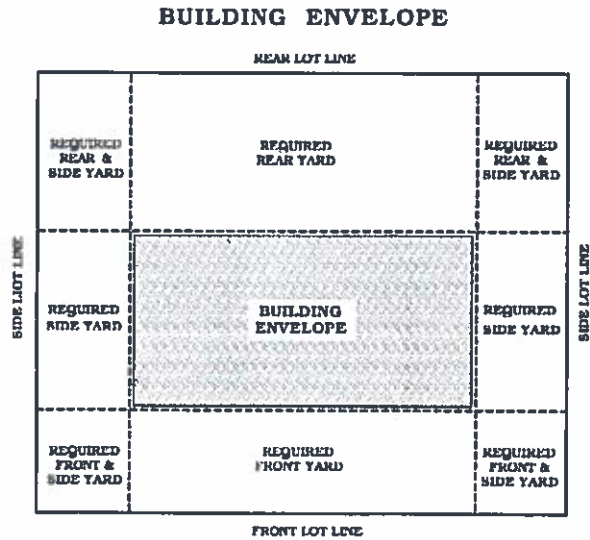 BUILDING ENVELOPE
REAR LOT LINE
REQUIRED
REAR &
SIDE YARD
REQUIRED
REAR YARD
REQUIRED
REAR &
SIDE YARD
SIDE LOT LINE
REQUIRED
SIDE YARD
BUILDING
ENVELOPE
REQUIRED
SIDE YARD
SIDE LOT LINE
REQUIRED
FRONT &
SIDE YARD
REQUIRED
FRONT YARD
REQUIRED
FRONT &
SIDE YARD
FRONT LOT LINE